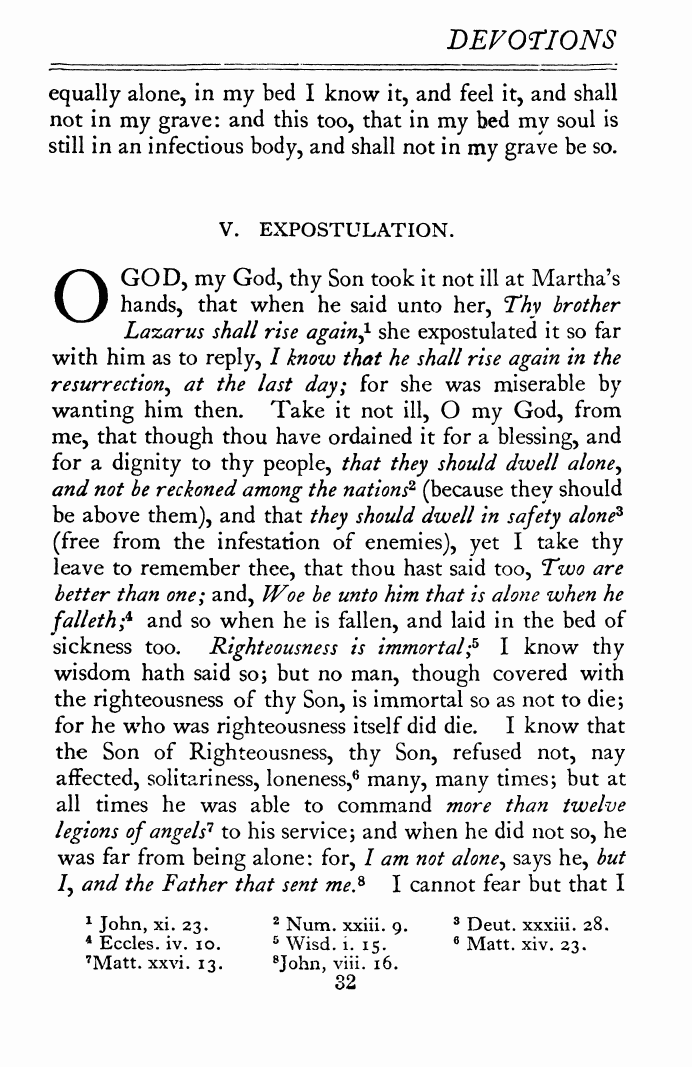 DEVOTIONS
equally alone, in my bed I know it, and feel it, and shall
not in my grave: and this too, that in my bed my soul is
still in an infectious body, and shall not in my grave be so.
V. EXPOSTULATION.
O GOD, my God, thy Son took it not ill at Martha's
hands, that when he said unto her, Thy brother
Lazarus shall rise again,¹ she expostulated it so far
with him as to reply, I know that he shall rise again in the
resurrection, at the last day; for she was miserable by
wanting him then. Take it not ill, O my God, from
me, that though thou have ordained it for a blessing, and
for a dignity to thy people, that they should dwell alone,
and not be reckoned among the nations² (because they should
be above them), and that they should dwell in safety alone³
(free from the infestation of enemies), yet I take thy
leave to remember thee, that thou hast said too, Two are
better than one; and, Woe be unto him that is alone when he
falleth;⁴ and so when he is fallen, and laid in the bed of
sickness too. Righteousness is immortal;⁵ I know thy
wisdom hath said so; but no man, though covered with
the righteousness of thy Son, is immortal so as not to die;
for he who was righteousness itself did die. I know that
the Son of Righteousness, thy Son, refused not, nay
affected, solitariness, loneness,⁶ many, many times; but at
all times he was able to command more than twelve
legions of angels⁷ to his service; and when he did not so, he
was far from being alone: for, I am not alone, says he, but
I, and the Father that sent me.⁸ I cannot fear but that I
¹ John, xi. 23. ² Num. xxiii. 9. ³ Deut. xxxiii. 28.
⁴ Eccles. iv. 10. ⁵ Wisd. i. 15. ⁶ Matt. xiv. 23.
⁷Matt. xxvi. 13. ⁸John, viii. 16.
32